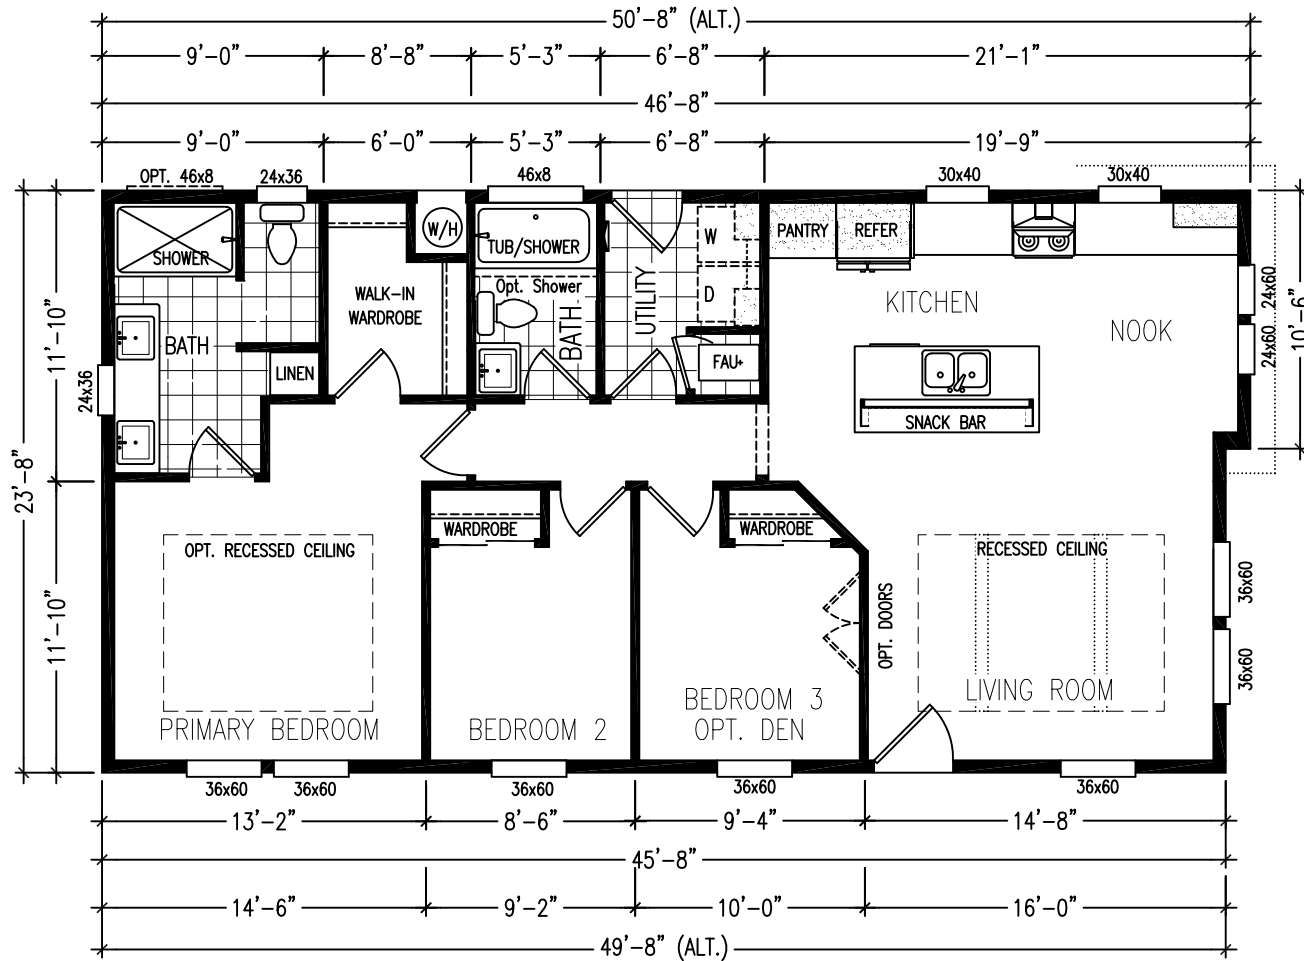 50'-8" (ALT.)
9'-0" 8'-8" 5'-3" 6'-8" 21'-1"
46'-8"
9'-0" 6'-0" 5'-3" 6'-8" 19'-9"
OPT. 46x8 24x36 46x8 30x40 30x40
W/H
W
PANTRY REFER
SHOWER
TUB/SHOWER
Opt. Shower
WALK-IN
WARDROBE
D
UTILITY
KITCHEN
NOOK
24x60
24x60
10'-6"
BATH
BATH
LINEN
FAU+
SNACK BAR
24x36
11'-10"
23'-8"
11'-10"
WARDROBE
WARDROBE
OPT. RECESSED CEILING
RECESSED CEILING
OPT. DOORS
36x60
36x60
LIVING ROOM
PRIMARY BEDROOM
BEDROOM 2
BEDROOM 3
OPT. DEN
36x60 36x60 36x60 36x60 36x60
13'-2" 8'-6" 9'-4" 14'-8"
45'-8"
14'-6" 9'-2" 10'-0" 16'-0"
49'-8" (ALT.)